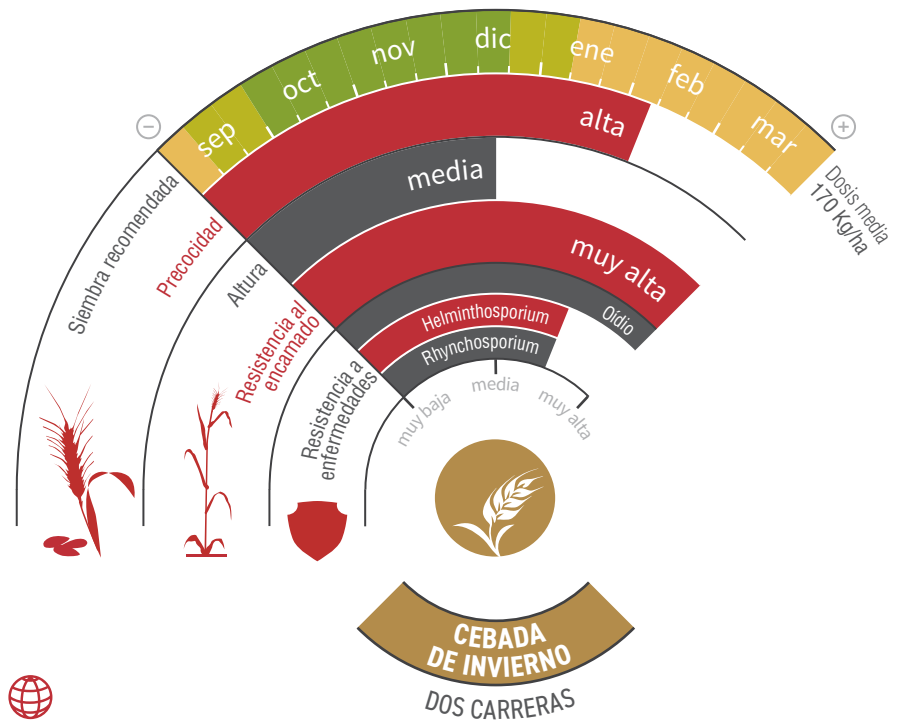 sep oct nov dic ene feb mar
−
+
Siembra recomendada
Dosis media
170 Kg/ha
Precocidad
alta
Altura
media
Resistencia al
encamado
muy alta
Resistencia a
enfermedades
Oídio
Helminthosporium
Rhynchosporium
muy baja
media
muy alta
CEBADA
DE INVIERNO
DOS CARRERAS